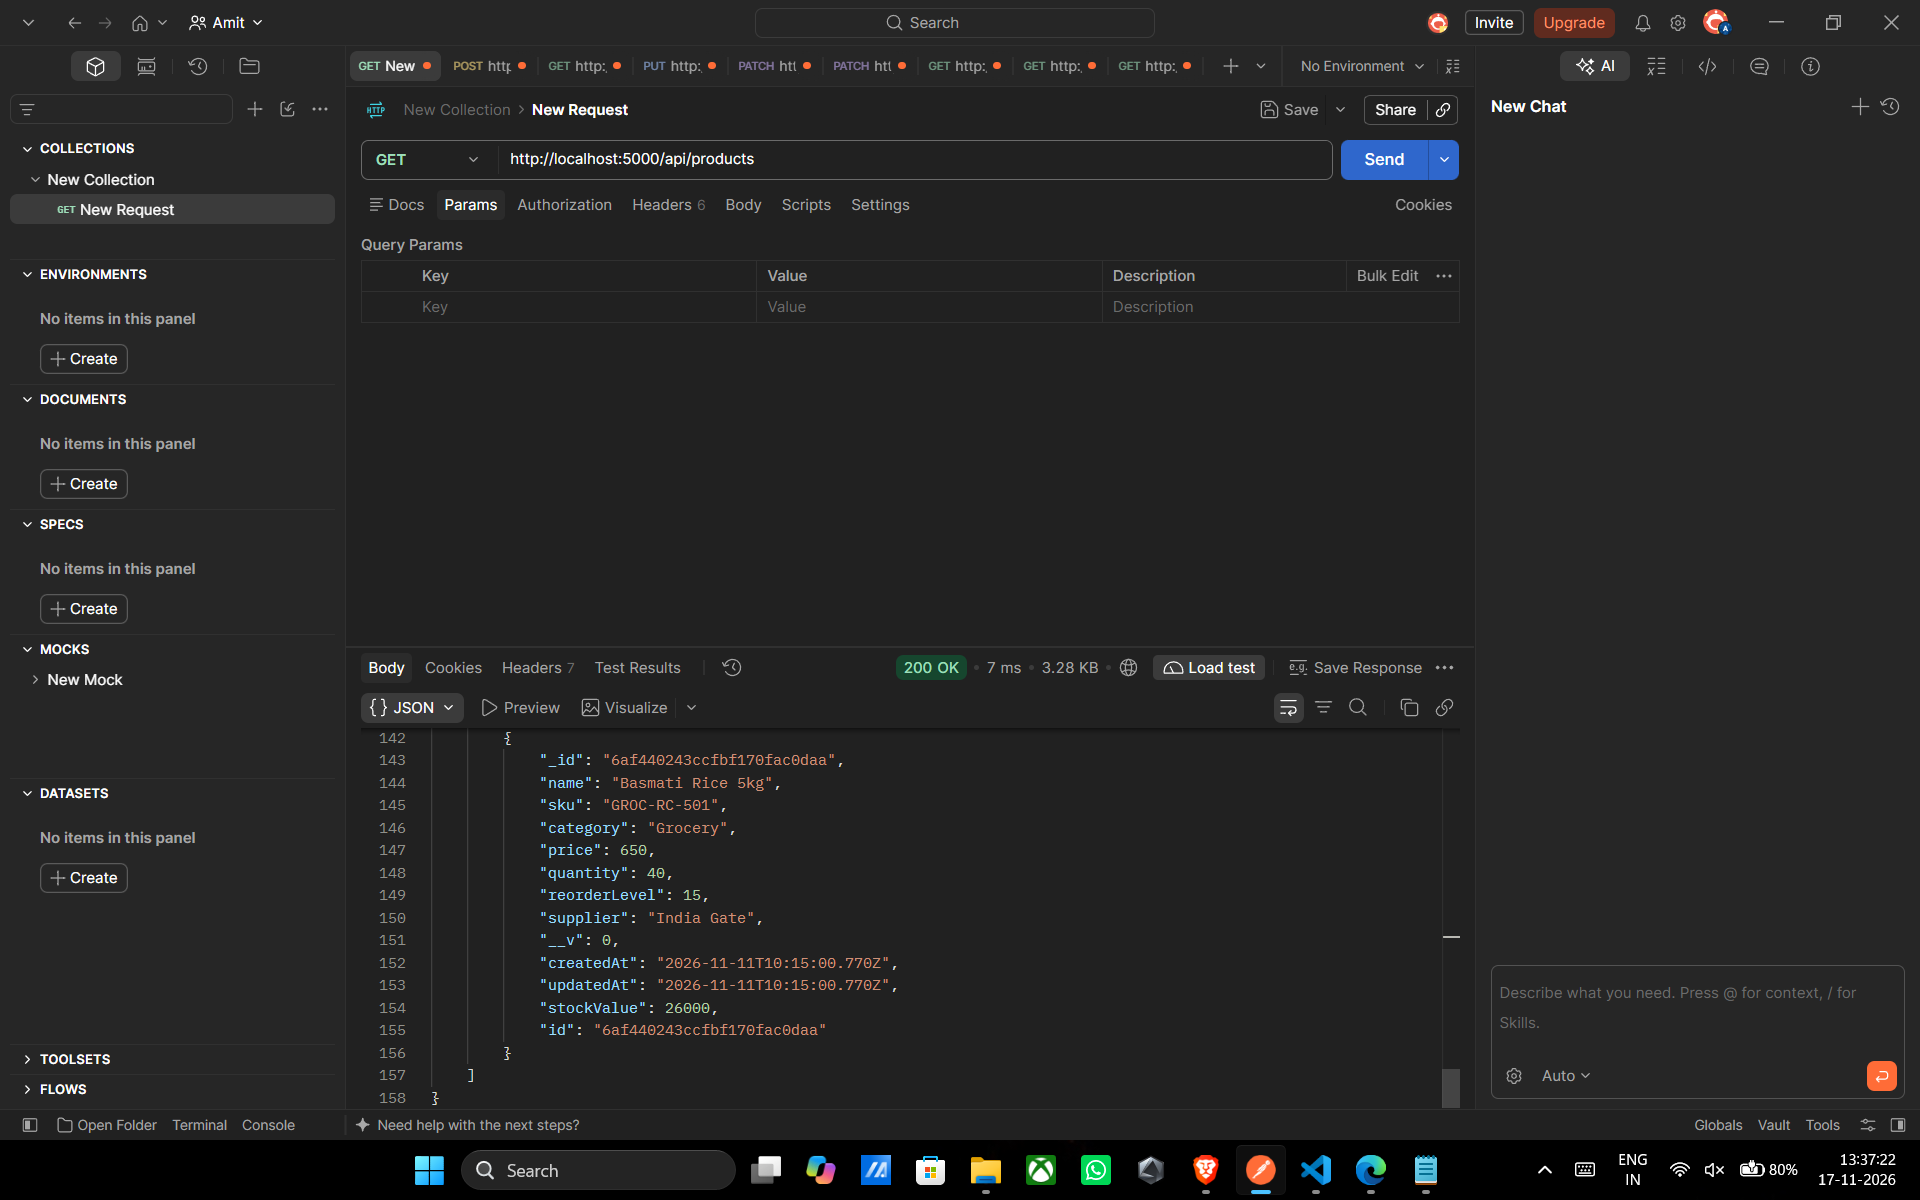 Amit
Search
Invite
Upgrade
GET New
POST http
GET http:
PUT http:
PATCH htt
PATCH htt
GET http:
GET http:
GET http:
No Environment
AI
HTTP New Collection > New Request
Save
Share
New Chat
COLLECTIONS
New Collection
GET New Request
GET
http://localhost:5000/api/products
Send
Docs Params Authorization Headers 6 Body Scripts Settings
Cookies
Query Params
Key Value Description Bulk Edit
Key Value Description
ENVIRONMENTS
No items in this panel
Create
DOCUMENTS
No items in this panel
Create
SPECS
No items in this panel
Create
MOCKS
New Mock
DATASETS
No items in this panel
Create
TOOLSETS
FLOWS
Body Cookies Headers 7 Test Results
200 OK • 7 ms • 3.28 KB • Load test
e.g. Save Response
{ } JSON Preview Visualize
142 {
143 "_id": "6af440243ccfbf170fac0daa",
144 "name": "Basmati Rice 5kg",
145 "sku": "GROC-RC-501",
146 "category": "Grocery",
147 "price": 650,
148 "quantity": 40,
149 "reorderLevel": 15,
150 "supplier": "India Gate",
151 "__v": 0,
152 "createdAt": "2026-11-11T10:15:00.770Z",
153 "updatedAt": "2026-11-11T10:15:00.770Z",
154 "stockValue": 26000,
155 "id": "6af440243ccfbf170fac0daa"
156 }
157 ]
158 }
Describe what you need. Press @ for context, / for
Skills.
Auto
Open Folder Terminal Console
Need help with the next steps?
Globals Vault Tools
Search
ENG
IN
80%
13:37:22
17-11-2026